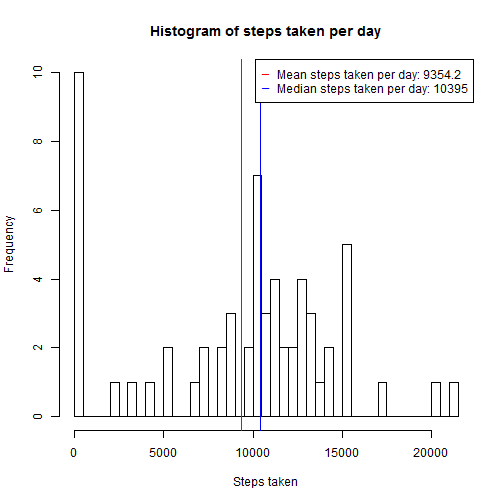 Histogram of steps taken per day
Mean steps taken per day: 9354.2
Median steps taken per day: 10395
Frequency
10
8
6
4
2
0
0 5000 10000 15000 20000
Steps taken